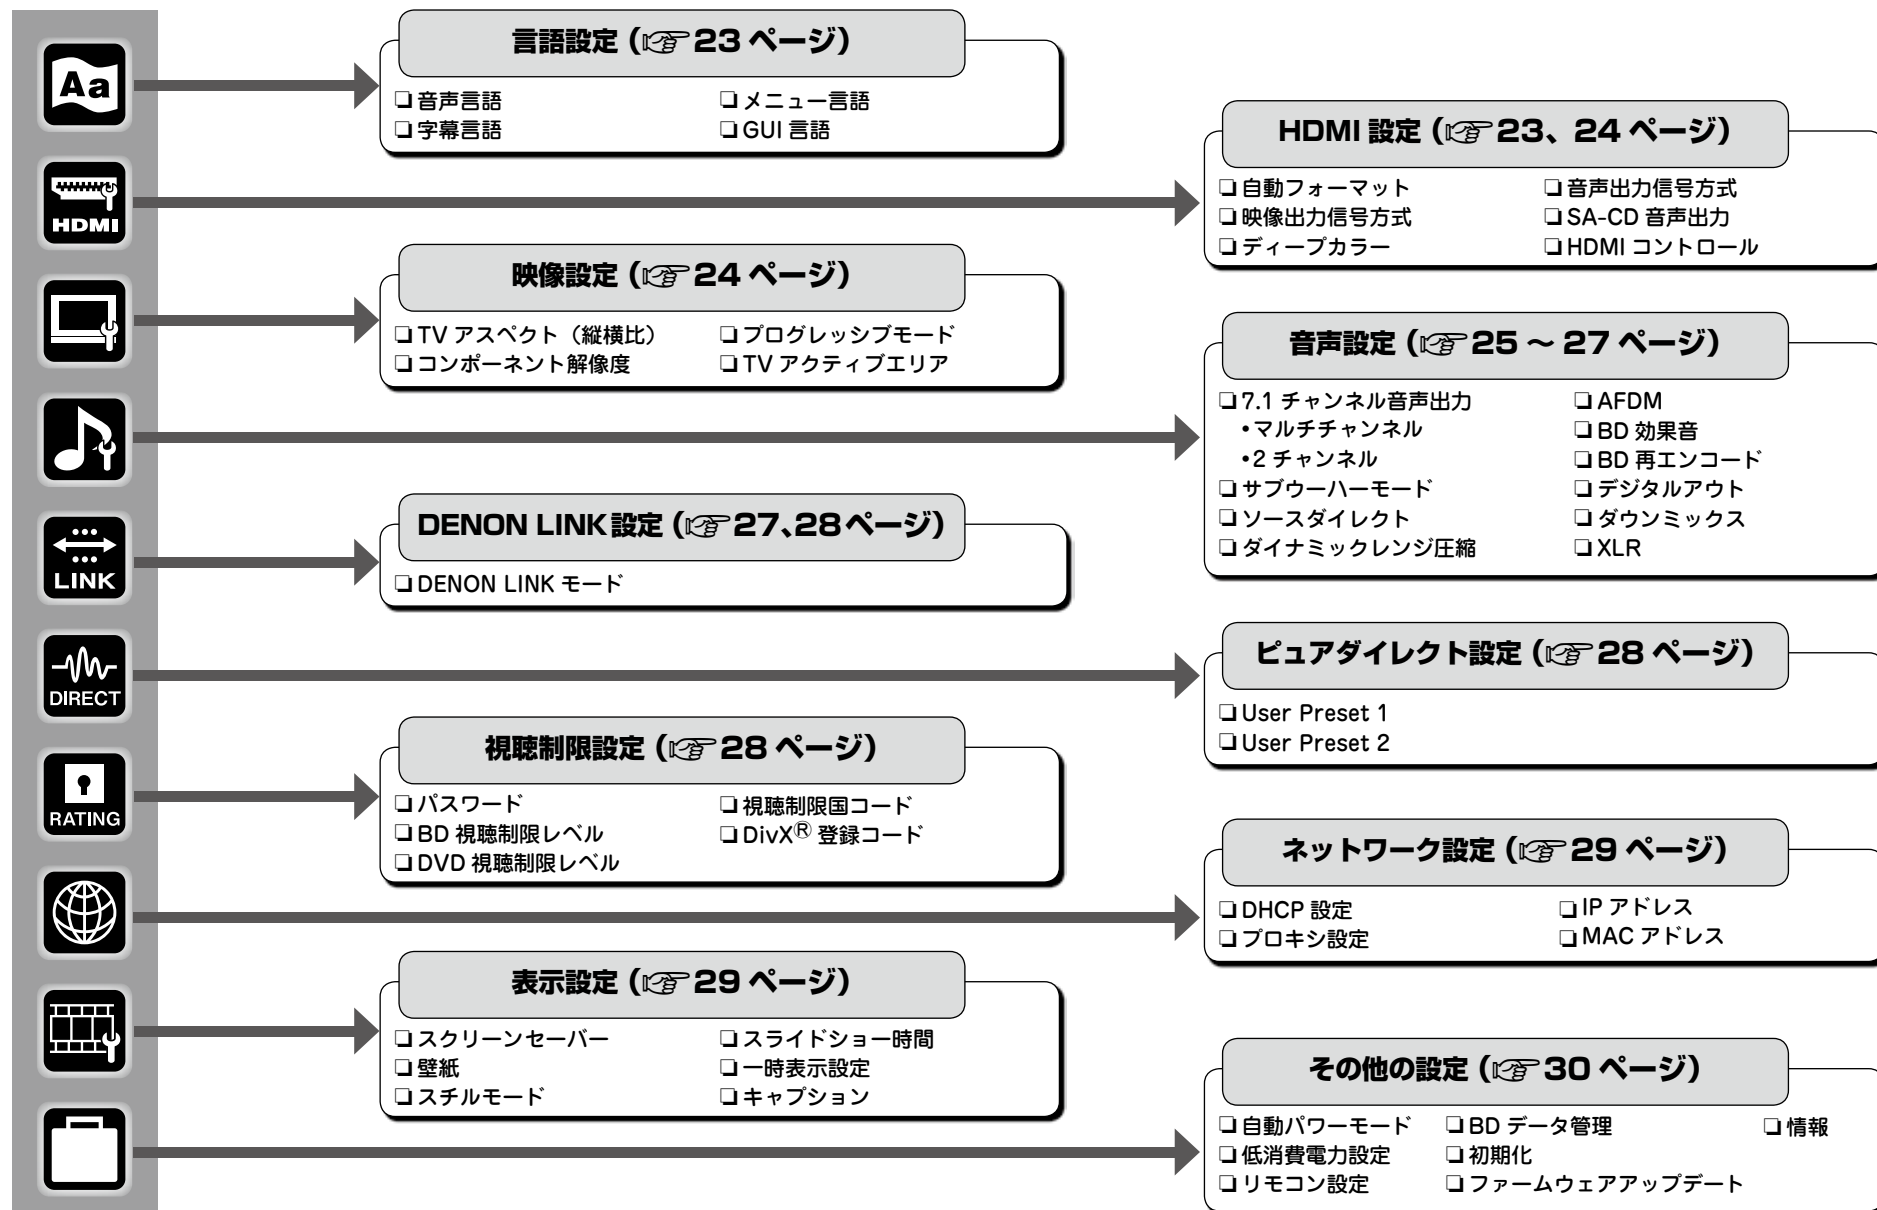 Aa
言語設定 (☞23 ページ)
❏音声言語
❏字幕言語
❏メニュー言語
❏GUI 言語
HDMI
HDMI 設定 (☞23、24 ページ)
❏自動フォーマット
❏映像出力信号方式
❏ディープカラー
❏音声出力信号方式
❏SA-CD 音声出力
❏HDMI コントロール
映像設定 (☞24 ページ)
❏TV アスペクト（縦横比）
❏コンポーネント解像度
❏プログレッシブモード
❏TV アクティブエリア
音声設定 (☞25 ～ 27 ページ)
❏7.1 チャンネル音声出力
•マルチチャンネル
•2 チャンネル
❏サブウーハーモード
❏ソースダイレクト
❏ダイナミックレンジ圧縮
❏AFDM
❏BD 効果音
❏BD 再エンコード
❏デジタルアウト
❏ダウンミックス
❏XLR
LINK
DENON LINK設定 (☞27、28ページ)
❏DENON LINK モード
DIRECT
ピュアダイレクト設定 (☞28 ページ)
❏User Preset 1
❏User Preset 2
RATING
視聴制限設定 (☞28 ページ)
❏パスワード
❏BD 視聴制限レベル
❏DVD 視聴制限レベル
❏視聴制限国コード
❏DivX® 登録コード
ネットワーク設定 (☞29 ページ)
❏DHCP 設定
❏プロキシ設定
❏IP アドレス
❏MAC アドレス
表示設定 (☞29 ページ)
❏スクリーンセーバー
❏壁紙
❏スチルモード
❏スライドショー時間
❏一時表示設定
❏キャプション
その他の設定 (☞30 ページ)
❏自動パワーモード
❏低消費電力設定
❏リモコン設定
❏BD データ管理
❏初期化
❏ファームウェアアップデート
❏情報